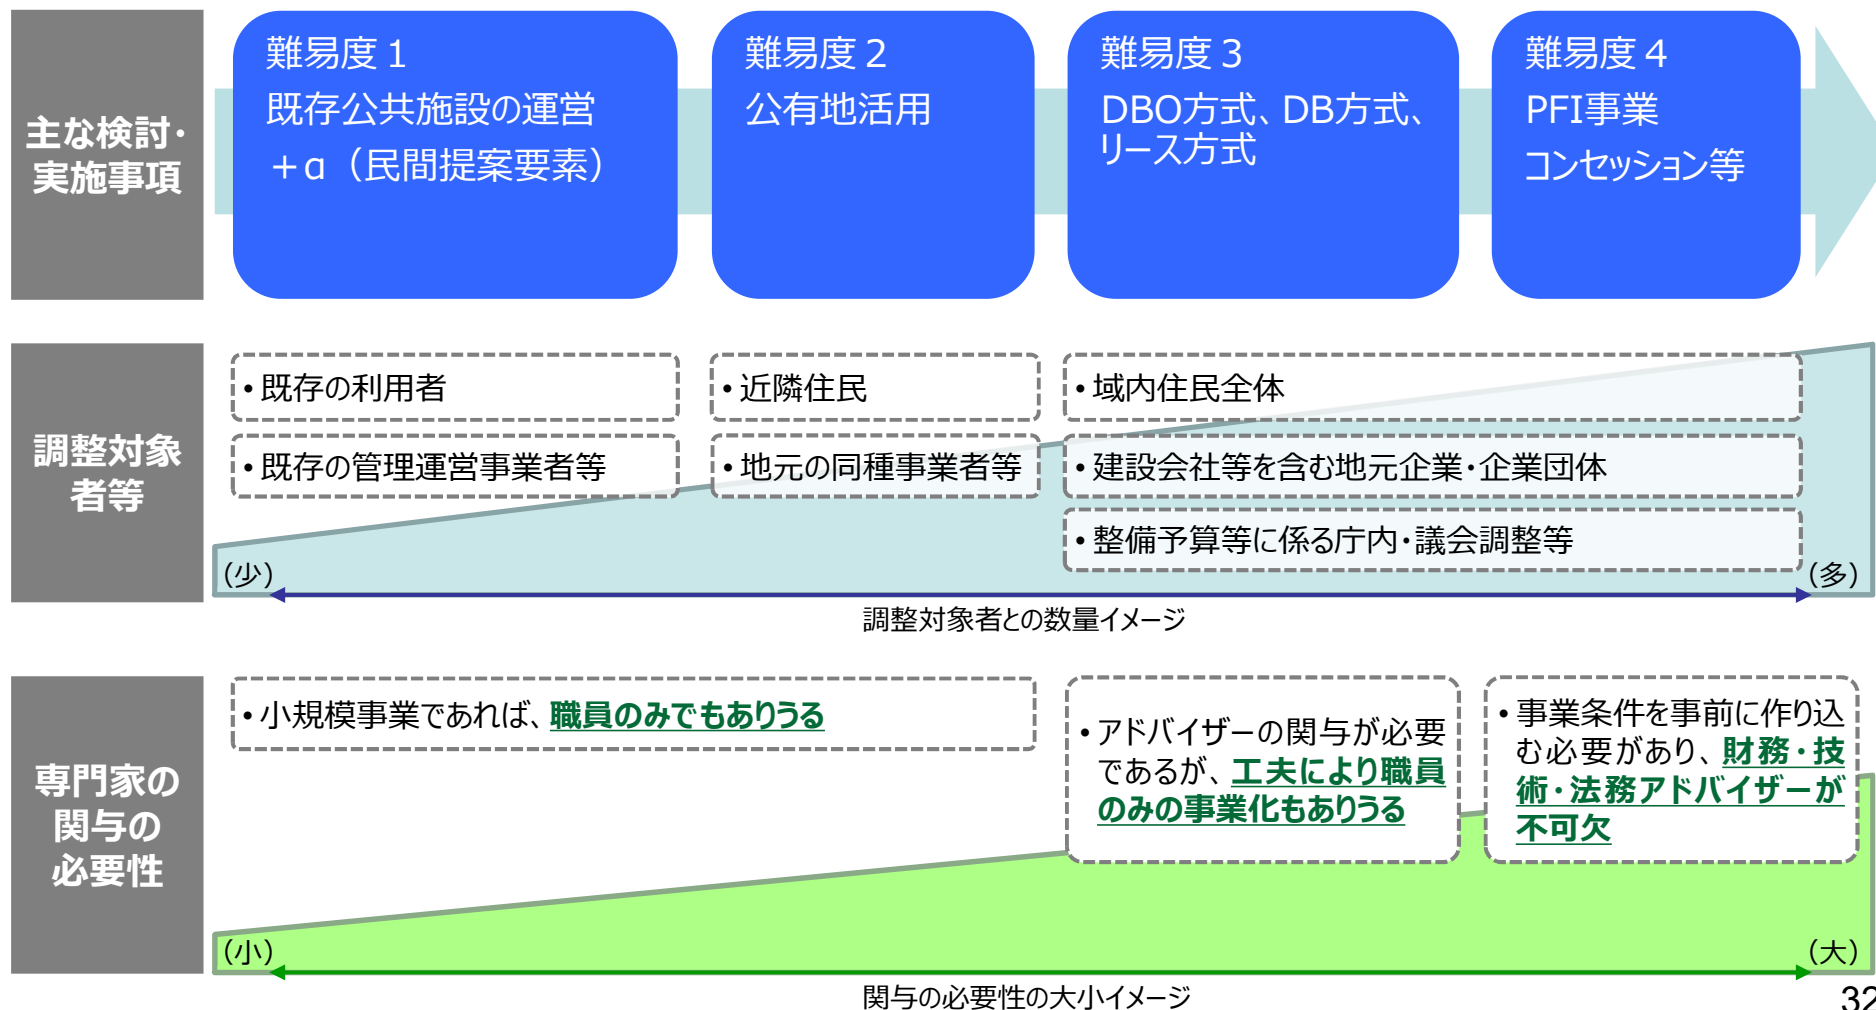 主な検討・
実施事項
難易度1
既存公共施設の運営
+α（民間提案要素）
難易度2
公有地活用
難易度3
DBO方式、DB方式、
リース方式
難易度4
PFI事業
コンセッション等
調整対象
者等
・既存の利用者
・既存の管理運営事業者等
・近隣住民
・地元の同種事業者等
・域内住民全体
・建設会社等を含む地元企業・企業団体
・整備予算等に係る庁内・議会調整等
（少）
（多）
調整対象者との数量イメージ
専門家の
関与の
必要性
・小規模事業であれば、職員のみでもありうる
・アドバイザーの関与が必要
であるが、工夫により職員
のみの事業化もありうる
・事業条件を事前に作り込
む必要があり、財務・技
術・法務アドバイザーが
不可欠
（小）
（大）
関与の必要性の大小イメージ
32